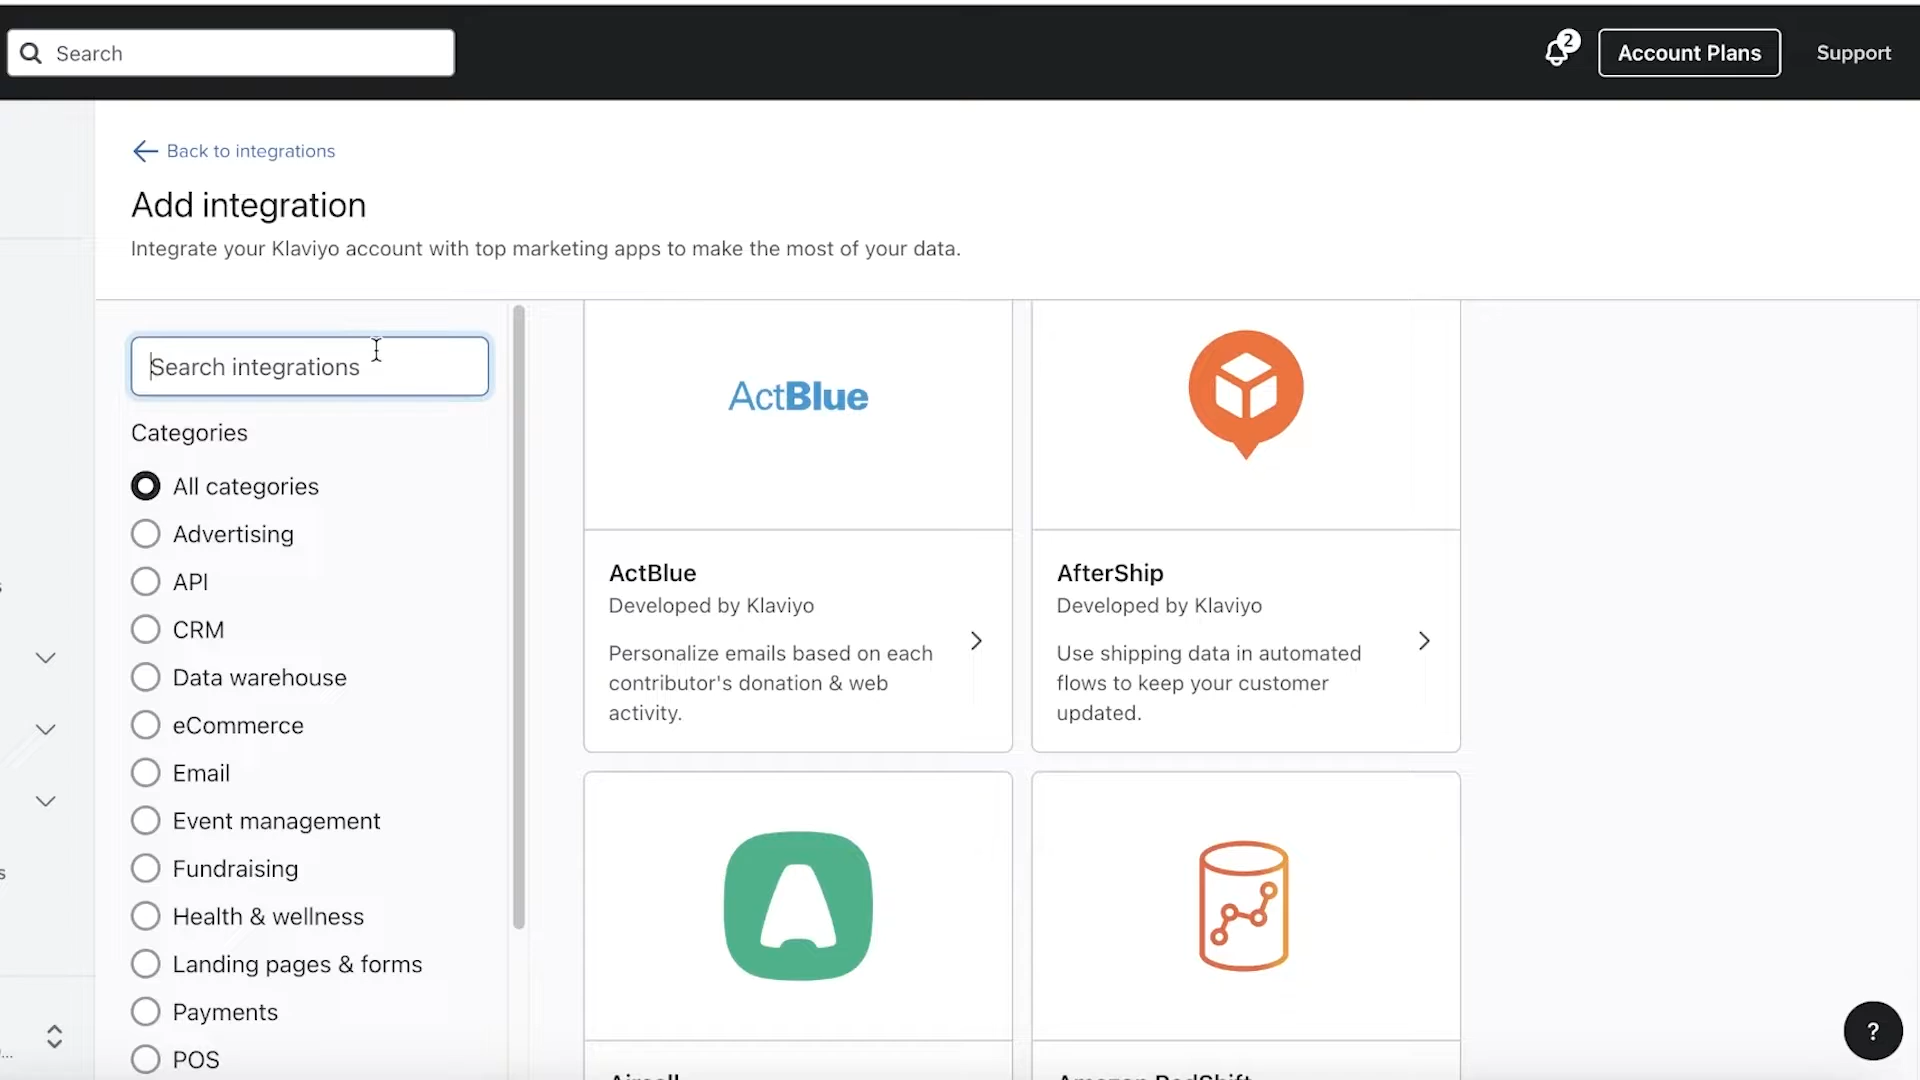 Search
2
Account Plans
Support
Back to integrations
Add integration
Integrate your Klaviyo account with top marketing apps to make the most of your data.
Search integrations
Categories
All categories
Advertising
API
CRM
Data warehouse
eCommerce
Email
Event management
Fundraising
Health & wellness
Landing pages & forms
Payments
POS
ActBlue
ActBlue
Developed by Klaviyo
Personalize emails based on each
contributor's donation & web
activity.
AfterShip
Developed by Klaviyo
Use shipping data in automated
flows to keep your customer
updated.
?